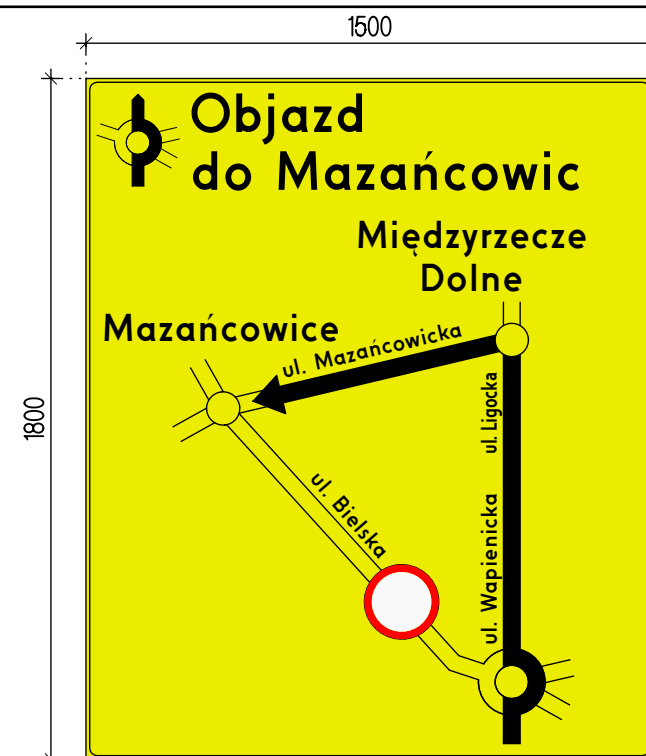 1500
1800
Objazd
do Mazańcowic
Międzyrzecze
Dolne
Mazańcowice
ul. Mazańcowicka
ul. Ligocka
ul. Bielska
ul. Wapienicka